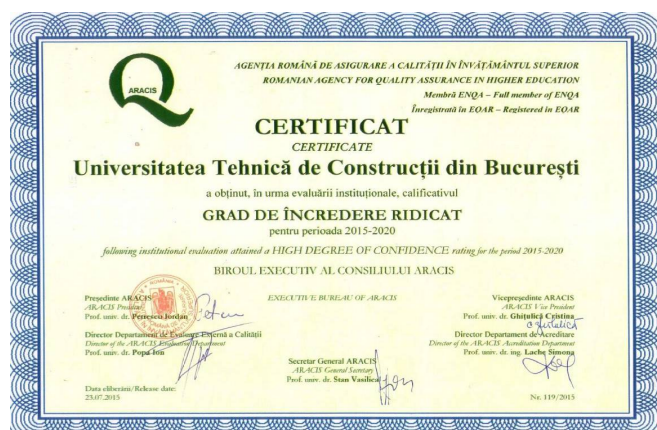 ARACIS
AGENȚIA ROMÂNĂ DE ASIGURARE A CALITĂȚII ÎN ÎNVĂȚĂMÂNTUL SUPERIOR
ROMANIAN AGENCY FOR QUALITY ASSURANCE IN HIGHER EDUCATION
Membră ENQA – Full member of ENQA
Înregistrată în EQAR – Registered in EQAR
CERTIFICAT
CERTIFICATE
Universitatea Tehnică de Construcții din București
a obținut, în urma evaluării instituționale, calificativul
GRAD DE ÎNCREDERE RIDICAT
pentru perioada 2015-2020
following institutional evaluation attained a HIGH DEGREE OF CONFIDENCE rating for the period 2015-2020
BIROUL EXECUTIV AL CONSILIULUI ARACIS
EXECUTIVE BUREAU OF ARACIS
Președinte ARACIS
ARACIS President
Prof. univ. dr. Petrescu Iordan
Director Departament de Evaluare Externă a Calității
Director of the ARACIS Evaluation Department
Prof. univ. dr. Popa Ion
Secretar General ARACIS
ARACIS General Secretary
Prof. univ. dr. Stan Vasilica
Vicepreședinte ARACIS
ARACIS Vice President
Prof. univ. dr. Ghițulică Cristina
Director Departament de Acreditare
Director of the ARACIS Accreditation Department
Prof. univ. dr. ing. Lache Simona
Data eliberării/Release date:
23.07.2015
Nr. 119/2015